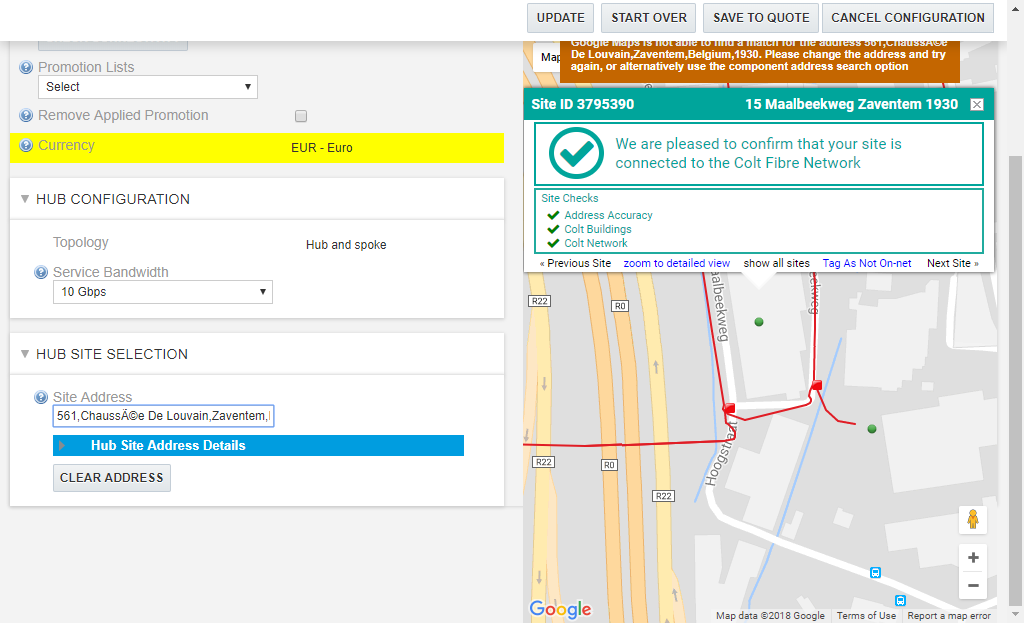 UPDATE
START OVER
SAVE TO QUOTE
CANCEL CONFIGURATION
Promotion Lists
Select
Remove Applied Promotion
Currency
EUR - Euro
HUB CONFIGURATION
Topology
Hub and spoke
Service Bandwidth
10 Gbps
HUB SITE SELECTION
Site Address
561,ChaussÃ©e De Louvain,Zaventem,
Hub Site Address Details
CLEAR ADDRESS
Map
Google Maps is not able to find a match for the address 561,ChaussÃ©e
De Louvain,Zaventem,Belgium,1930. Please change the address and try
again, or alternatively use the component address search option
Site ID 3795390
15 Maalbeekweg Zaventem 1930
We are pleased to confirm that your site is
connected to the Colt Fibre Network
Site Checks
Address Accuracy
Colt Buildings
Colt Network
« Previous Site
zoom to detailed view
show all sites
Tag As Not On-net
Next Site »
aalbeekweg
ekweg
R22
R0
R22
R0
R22
Hoogstraat
Google
Map data ©2018 Google
Terms of Use
Report a map error